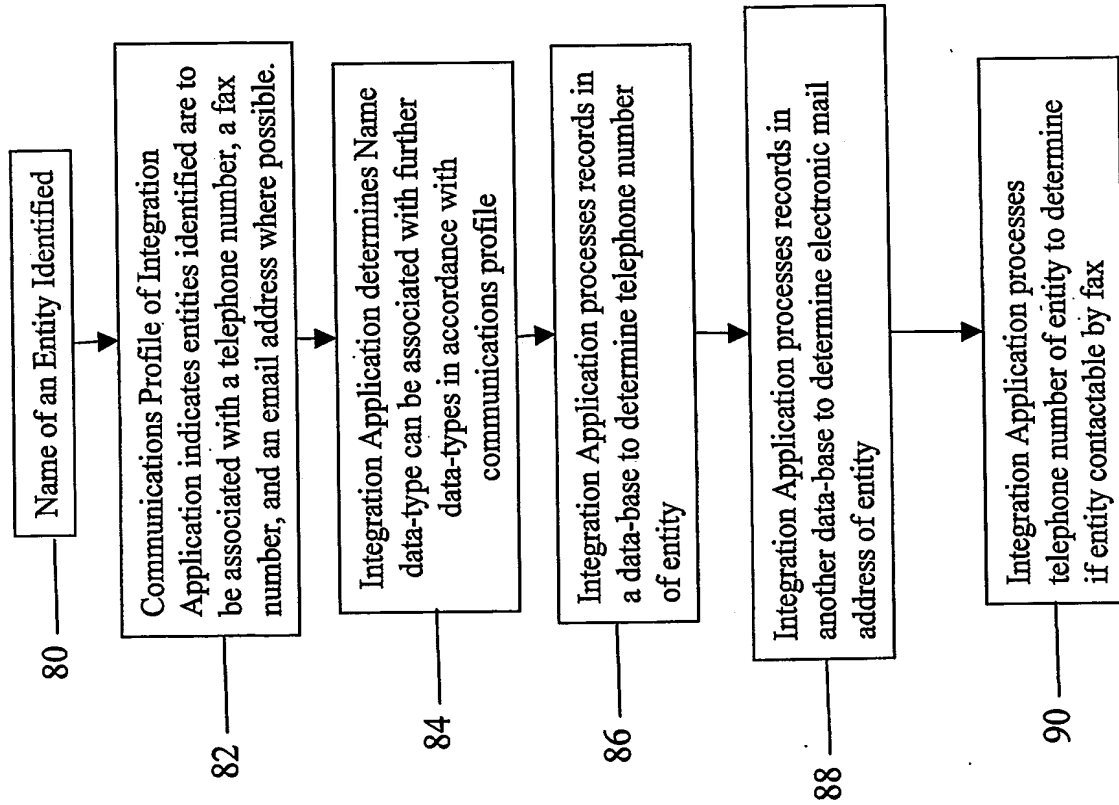 Name of an Entity Identified
80
Communications Profile of Integration
Application indicates entities identified are to
be associated with a telephone number, a fax
number, and an email address where possible.
82
Integration Application determines Name
data-type can be associated with further
data-types in accordance with
communications profile
84
Integration Application processes records in
a data-base to determine telephone number
of entity
86
Integration Application processes records in
another data-base to determine electronic mail
address of entity
88
Integration Application processes
telephone number of entity to determine
if entity contactable by fax
90